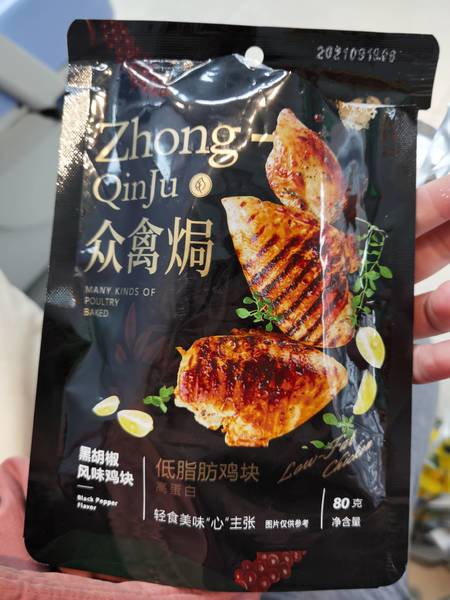 Zhong-
QinJu
众禽焗
MANY KINDS OF
POULTRY
BAKED
黑胡椒
风味鸡块
Black Pepper
Flavor
低脂肪鸡块
高蛋白
轻食美味“心”主张
图片仅供参考
Low-Fat
Chicken
80克
净含量